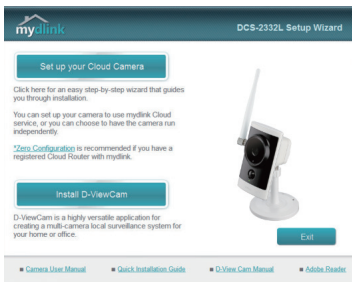 mydlink
DCS-2332L Setup Wizard
Set up your Cloud Camera
Click here for an easy step-by-step wizard that guides
you through installation.
You can set up your camera to use mydlink Cloud
service, or you can choose to have the camera run
independently.
*Zero Configuration is recommended if you have a
registered Cloud Router with mydlink.
Install D-ViewCam
D-ViewCam is a highly versatile application for
creating a multi-camera local surveillance system for
your home or office.
Exit
Camera User Manual
Quick Installation Guide
D-View Cam Manual
Adobe Reader